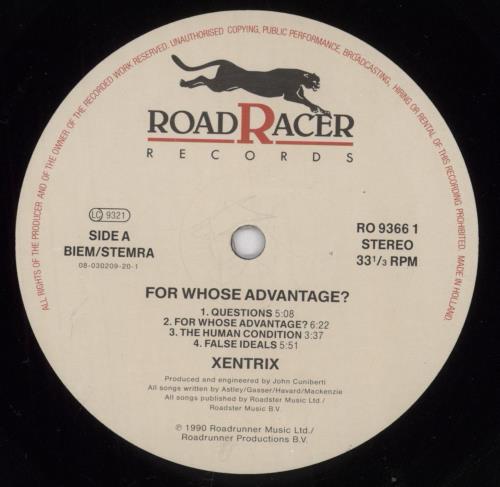 ALL RIGHTS OF THE PRODUCER AND OF THE OWNER OF THE RECORDED WORK RESERVED. UNAUTHORISED COPYING, PUBLIC PERFORMANCE, BROADCASTING, HIRING OR RENTAL OF THIS RECORDING PROHIBITED. MADE IN HOLLAND.
ROADRACER
RECORDS
LC 9321
SIDE A
BIEM/STEMRA
08-030209-20-1
RO 9366 1
STEREO
33 1/3 RPM
FOR WHOSE ADVANTAGE?
1. QUESTIONS 5:08
2. FOR WHOSE ADVANTAGE? 6:22
3. THE HUMAN CONDITION 3:37
4. FALSE IDEALS 5:51
XENTRIX
Produced and engineered by John Cuniberti
All songs written by Astley/Gasser/Havard/Mackenzie
All songs published by Roadster Music Ltd./
Roadster Music B.V.
℗ 1990 Roadrunner Music Ltd./
Roadrunner Productions B.V.